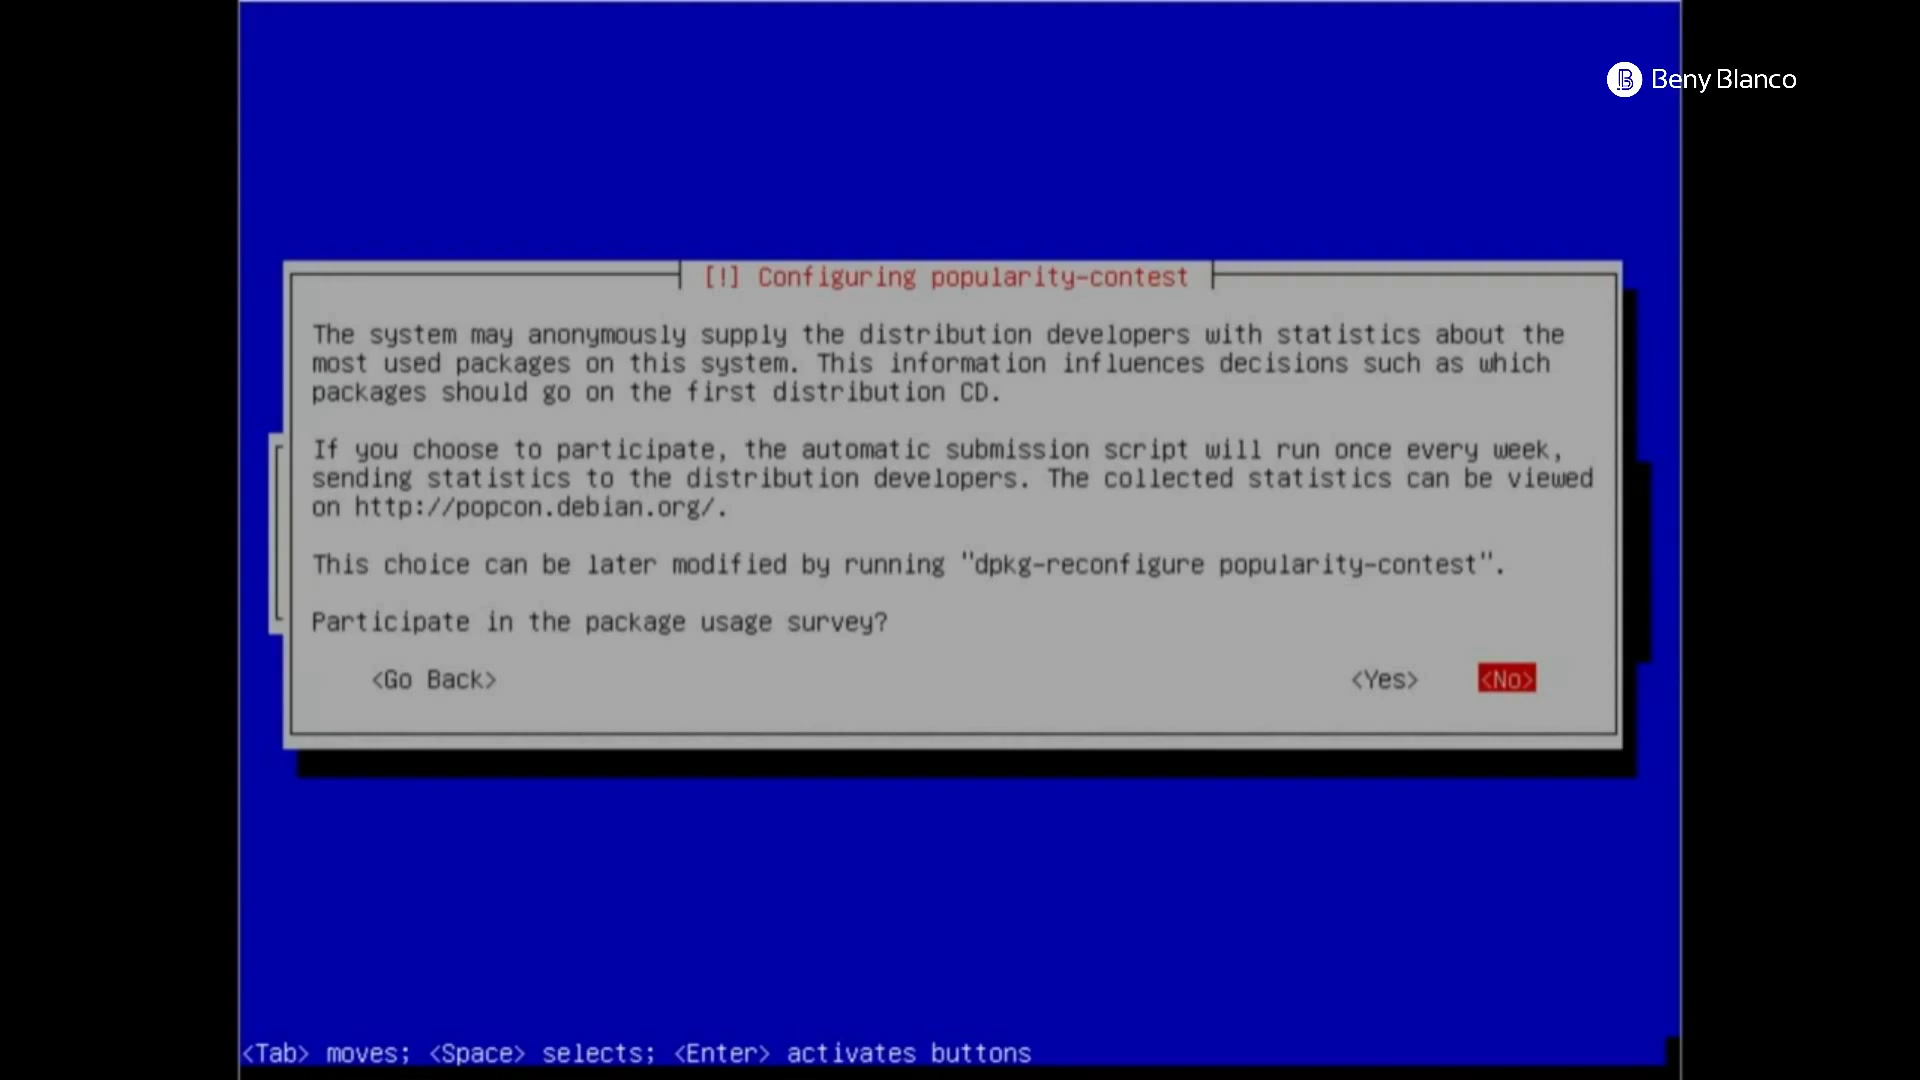 Beny Blanco
[!] Configuring popularity-contest
The system may anonymously supply the distribution developers with statistics about the
most used packages on this system. This information influences decisions such as which
packages should go on the first distribution CD.
If you choose to participate, the automatic submission script will run once every week,
sending statistics to the distribution developers. The collected statistics can be viewed
on http://popcon.debian.org/.
This choice can be later modified by running "dpkg-reconfigure popularity-contest".
Participate in the package usage survey?
<Go Back> <Yes> <No>
<Tab> moves; <Space> selects; <Enter> activates buttons